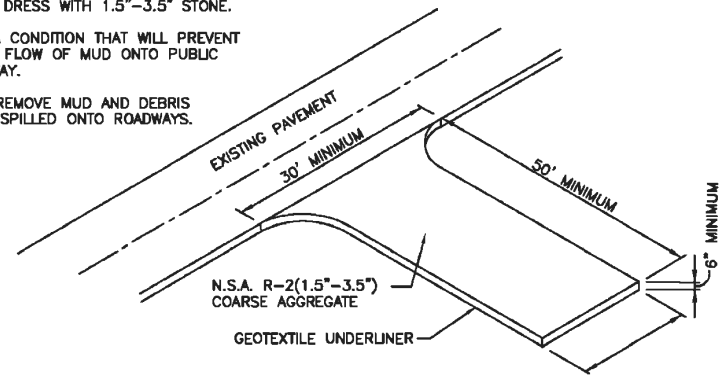 DRESS WITH 1.5"-3.5" STONE.
CONDITION THAT WILL PREVENT
FLOW OF MUD ONTO PUBLIC
AY.
REMOVE MUD AND DEBRIS
SPILLED ONTO ROADWAYS.
EXISTING PAVEMENT
30' MINIMUM
50' MINIMUM
6" MINIMUM
N.S.A. R-2(1.5"-3.5")
COARSE AGGREGATE
GEOTEXTILE UNDERLINER